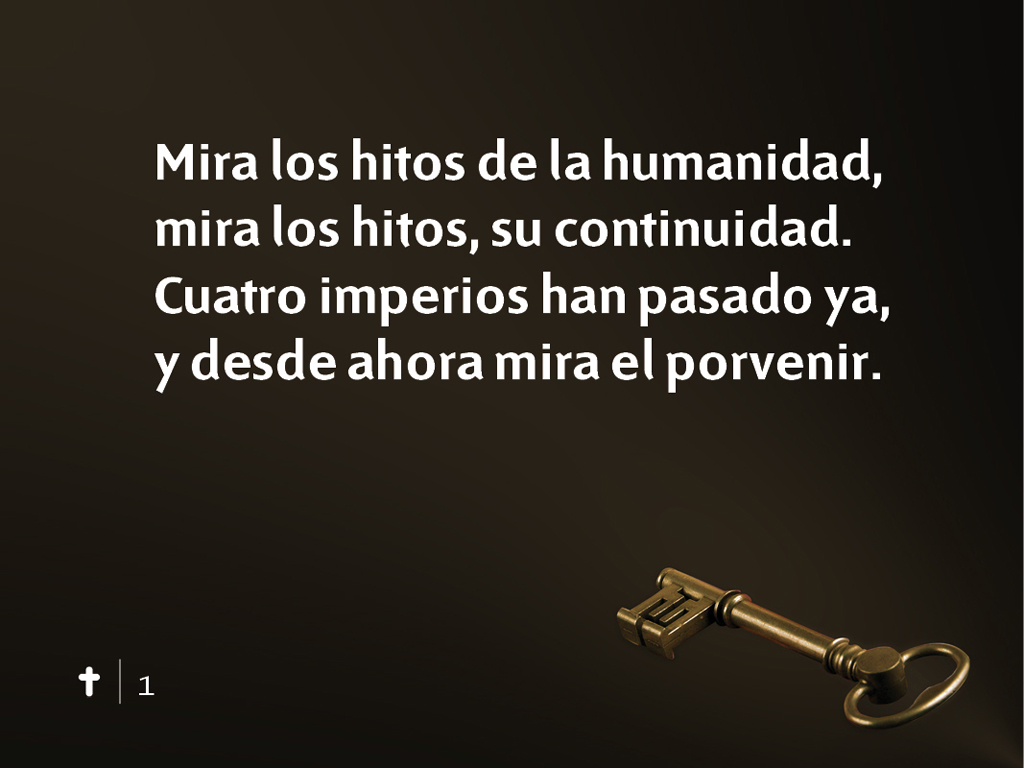 Mira los hitos de la humanidad,
mira los hitos, su continuidad.
Cuatro imperios han pasado ya,
y desde ahora mira el porvenir.
1